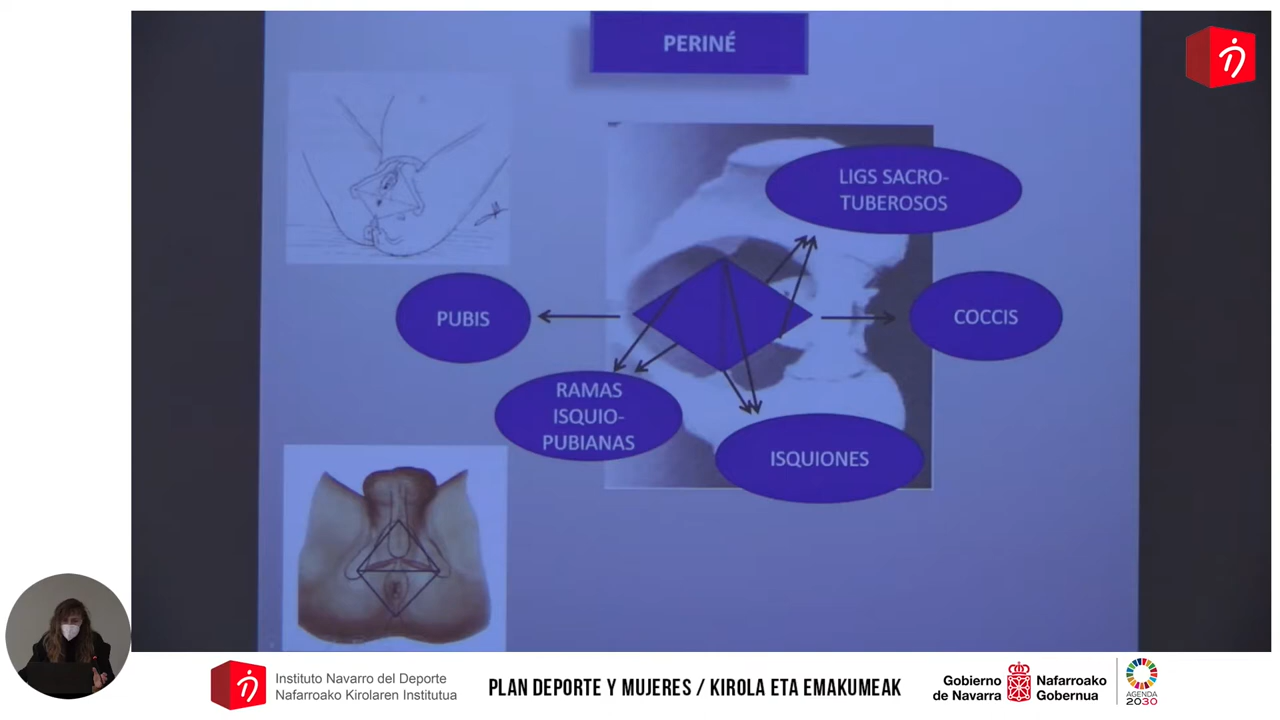 PERINÉ
LIGS SACRO-
TUBEROSOS
PUBIS
COCCIS
RAMAS
ISQUIO-
PUBIANAS
ISQUIONES
Instituto Navarro del Deporte
Nafarroako Kirolaren Institutua
PLAN DEPORTE Y MUJERES / KIROLA ETA EMAKUMEAK
Gobierno
de Navarra
Nafarroako
Gobernua
AGENDA
2030